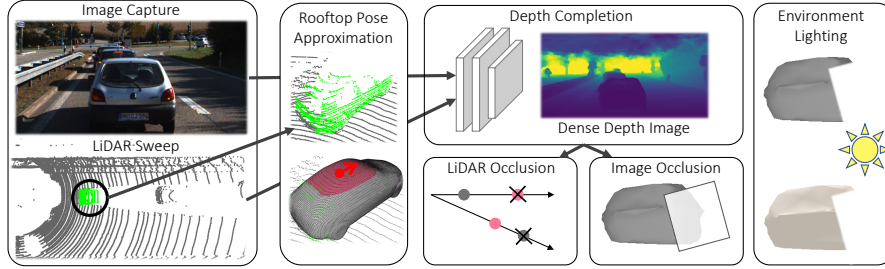 Image Capture
LiDAR Sweep
Rooftop Pose
Approximation
Depth Completion
Dense Depth Image
LiDAR Occlusion
Image Occlusion
Environment
Lighting